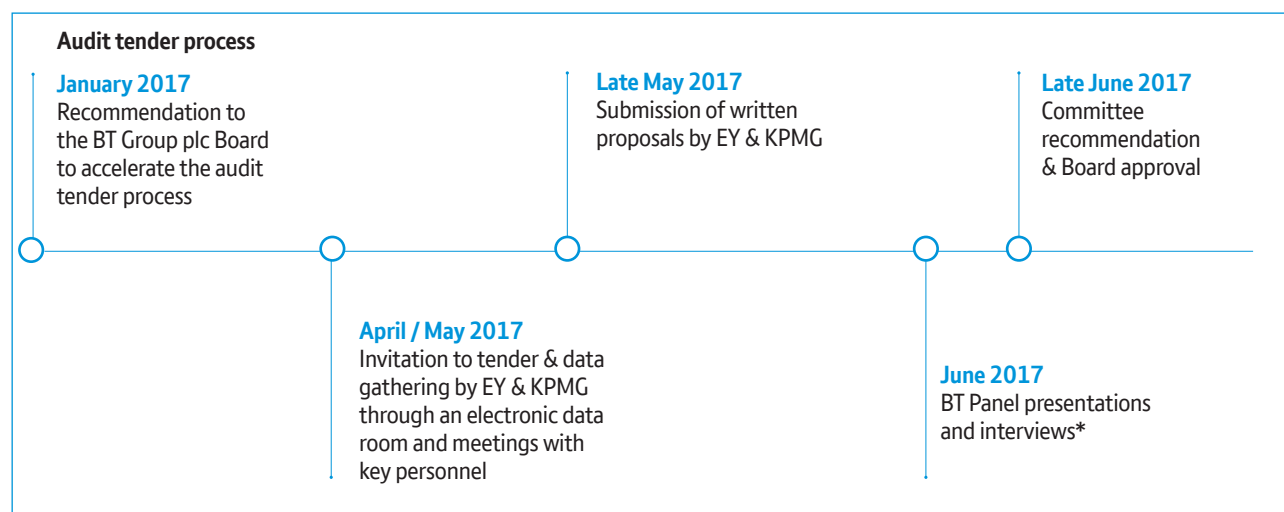 Audit tender process
January 2017
Recommendation to
the BT Group plc Board
to accelerate the audit
tender process
April / May 2017
Invitation to tender & data
gathering by EY & KPMG
through an electronic data
room and meetings with
key personnel
Late May 2017
Submission of written
proposals by EY & KPMG
June 2017
BT Panel presentations
and interviews*
Late June 2017
Committee
recommendation
& Board approval